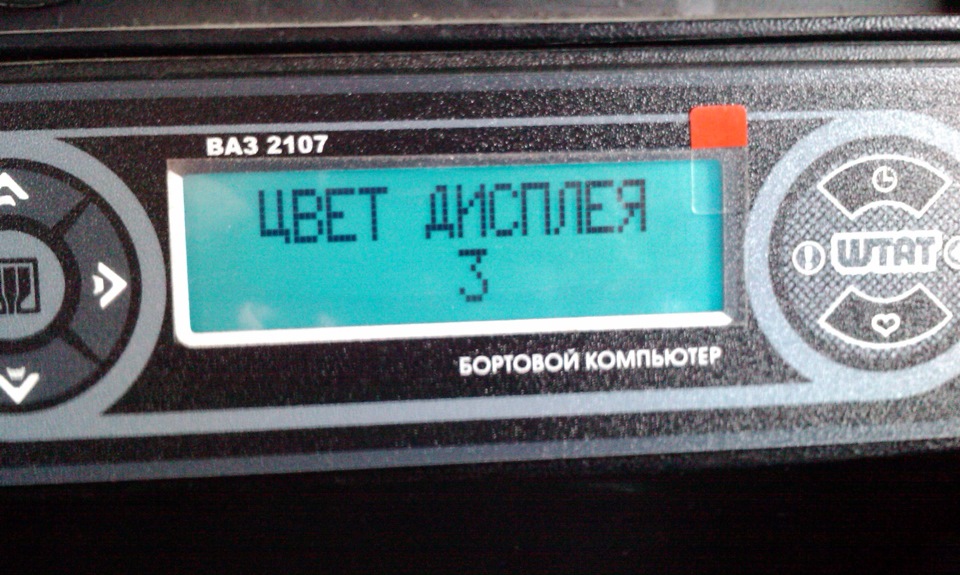 ВАЗ 2107
ЦВЕТ ДИСПЛЕЯ
3
ШТАТ
БОРТОВОЙ КОМПЬЮТЕР